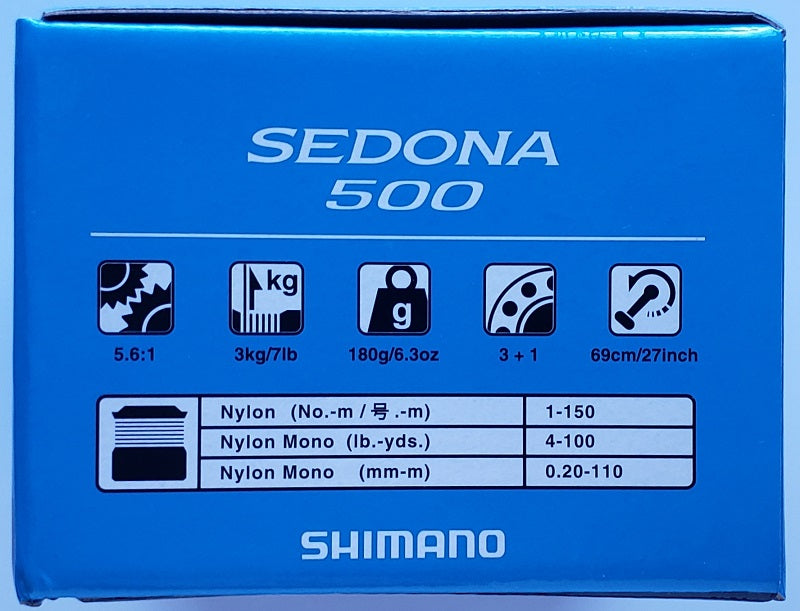 SEDONA
500
kg
g
5.6:1 3kg/7lb 180g/6.3oz 3 + 1 69cm/27inch
Nylon (No.-m / 号 .-m) 1-150
Nylon Mono (lb.-yds.) 4-100
Nylon Mono (mm-m) 0.20-110
SHIMANO